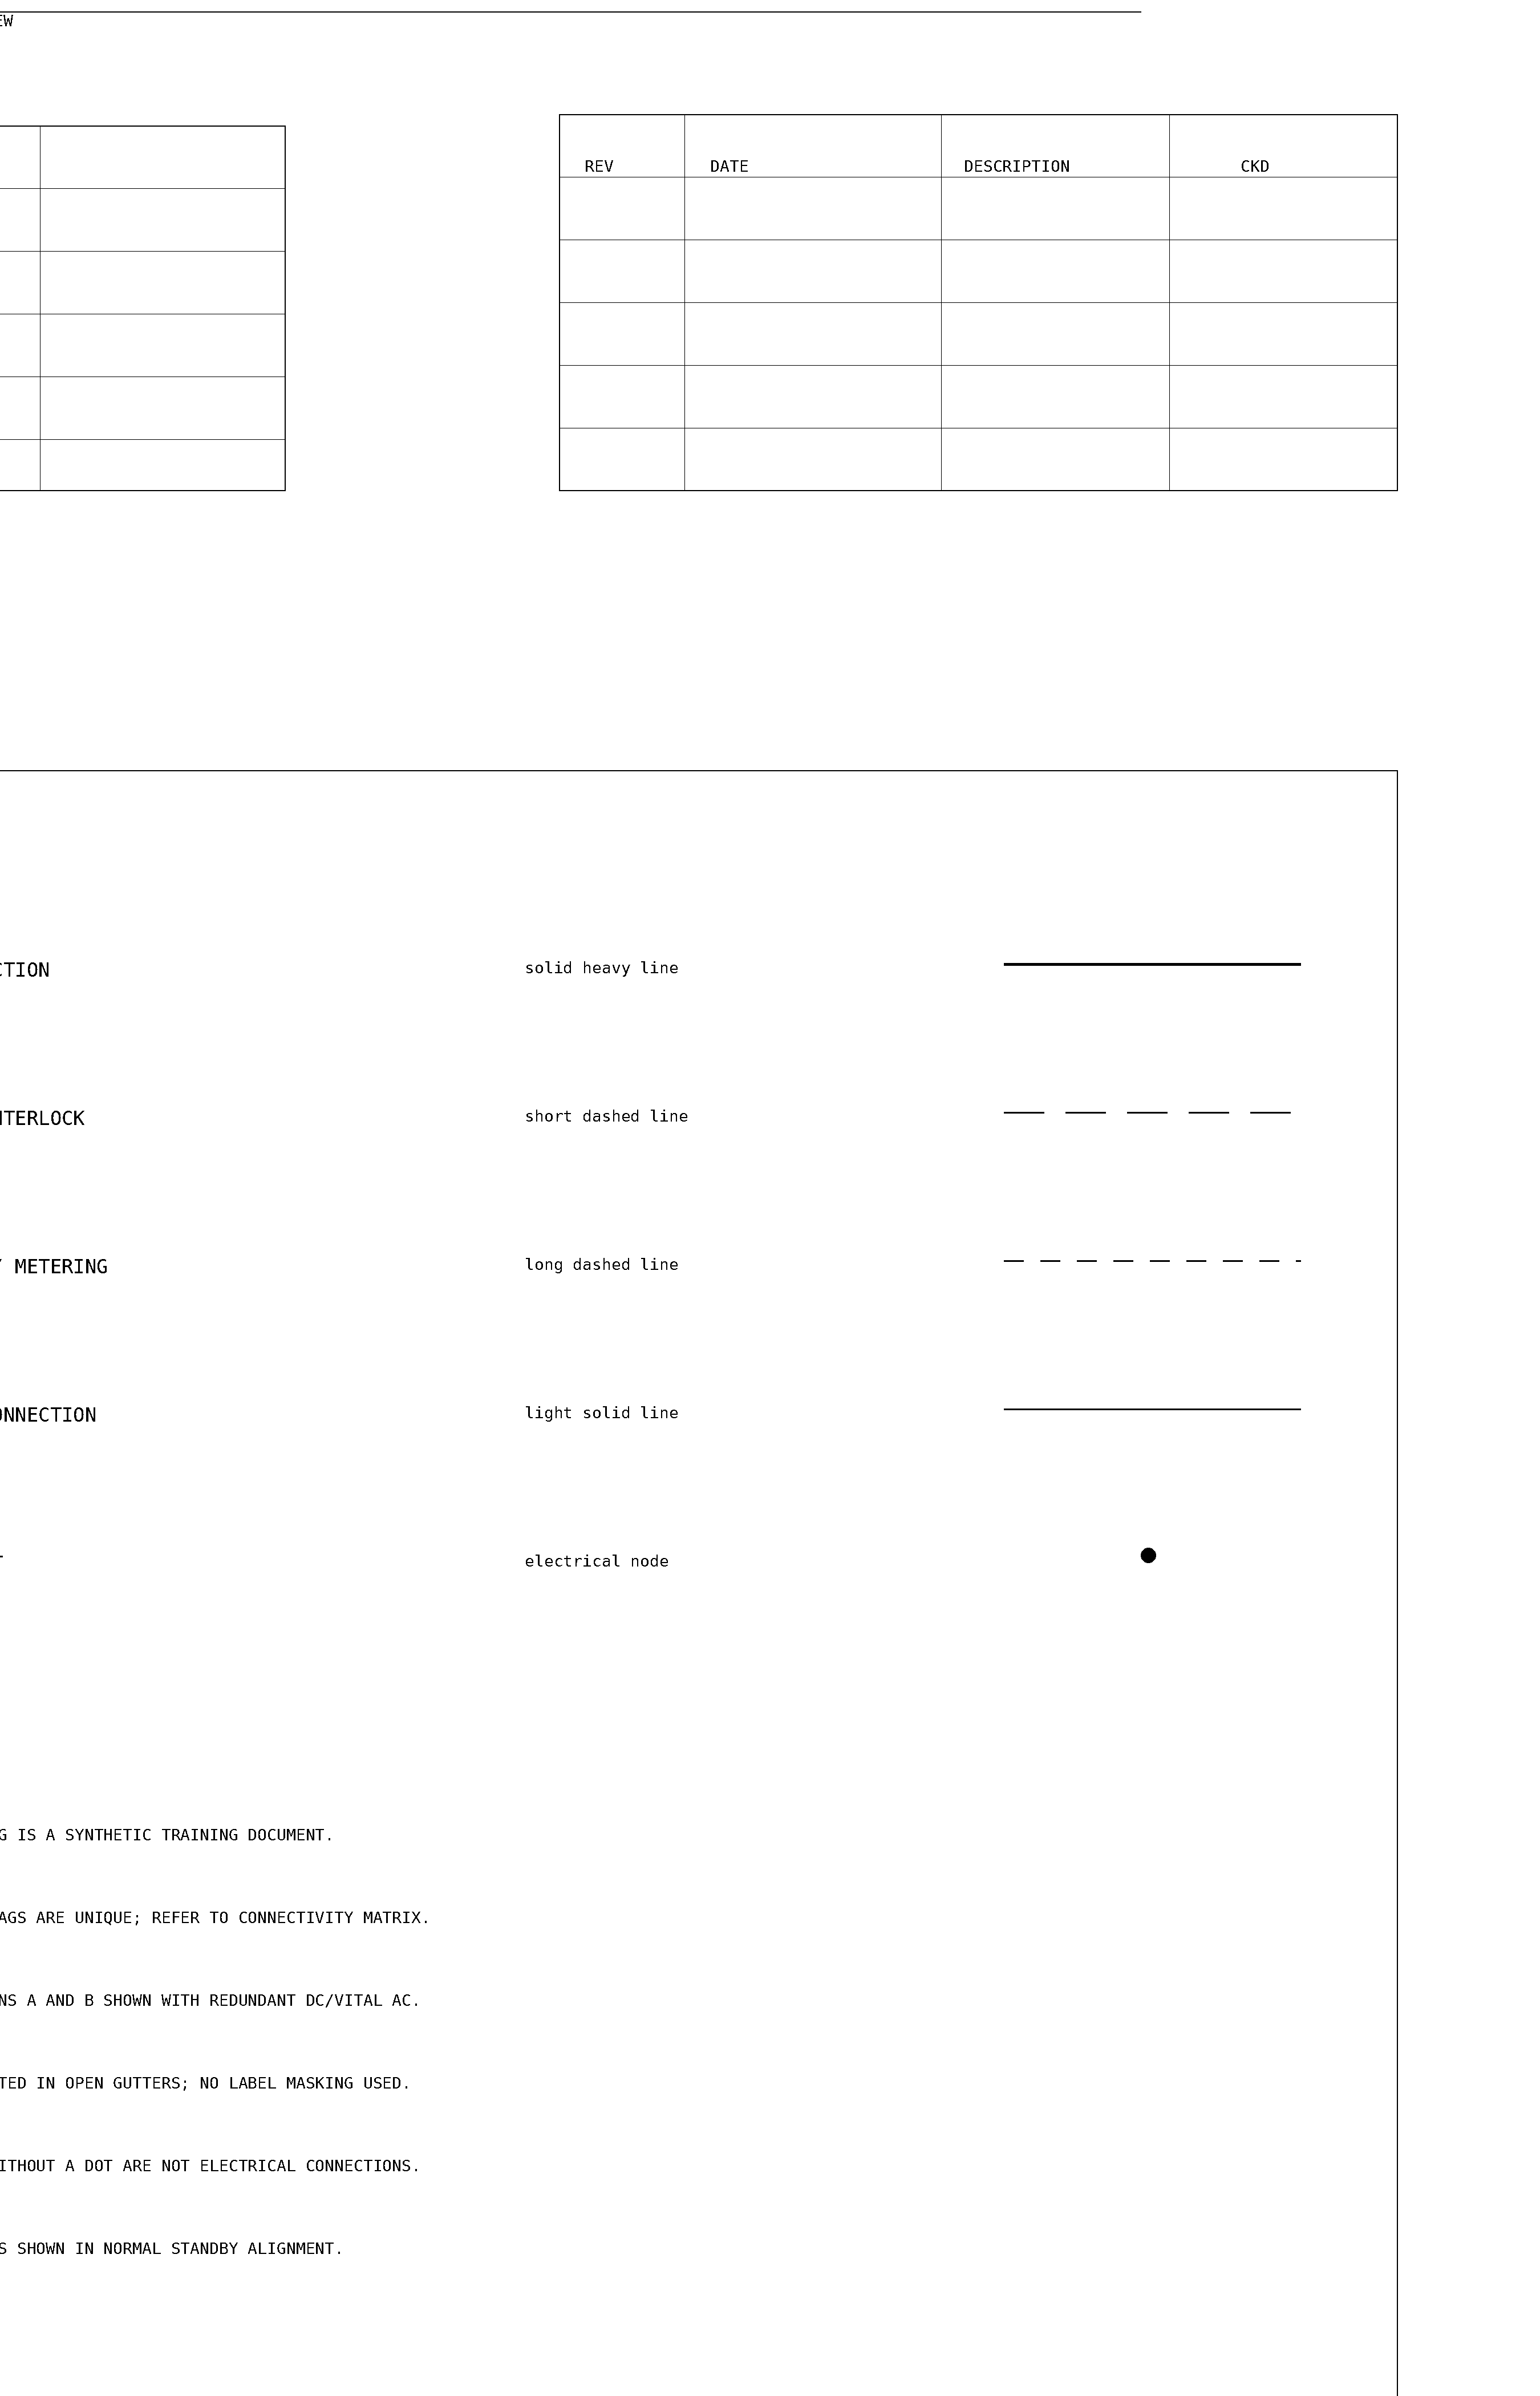 EW
REV DATE DESCRIPTION CKD
CTION solid heavy line
NTERLOCK short dashed line
Y METERING long dashed line
ONNECTION light solid line
electrical node
G IS A SYNTHETIC TRAINING DOCUMENT.
AGS ARE UNIQUE; REFER TO CONNECTIVITY MATRIX.
NS A AND B SHOWN WITH REDUNDANT DC/VITAL AC.
TED IN OPEN GUTTERS; NO LABEL MASKING USED.
ITHOUT A DOT ARE NOT ELECTRICAL CONNECTIONS.
S SHOWN IN NORMAL STANDBY ALIGNMENT.